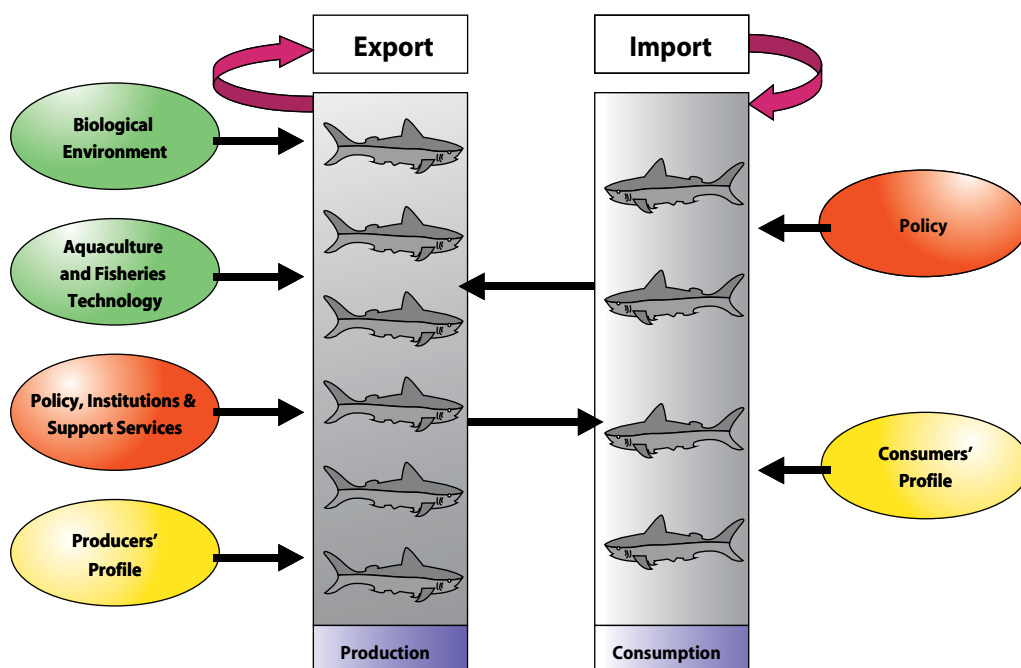 Export
Import
Biological
Environment
Aquaculture
and Fisheries
Technology
Policy, Institutions &
Support Services
Producers’
Profile
Policy
Consumers’
Profile
Production
Consumption